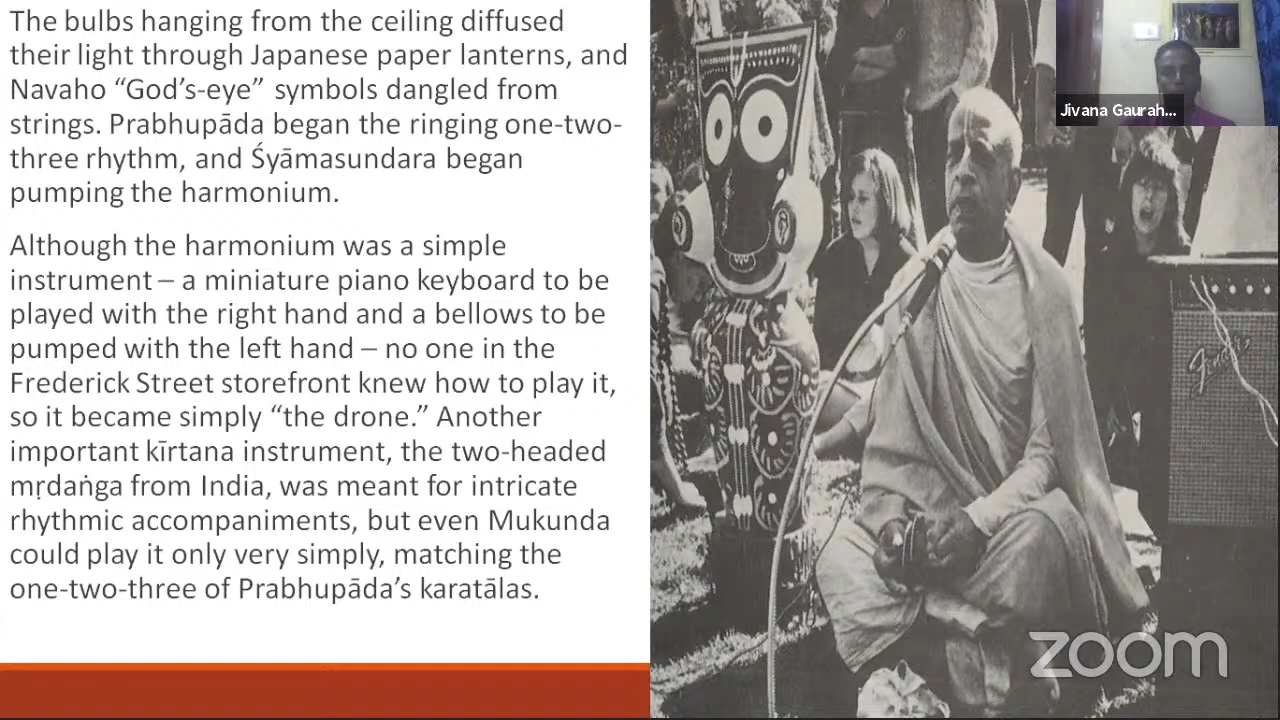 The bulbs hanging from the ceiling diffused
their light through Japanese paper lanterns, and
Navaho “God’s-eye” symbols dangled from
strings. Prabhupāda began the ringing one-two-
three rhythm, and Śyāmasundara began
pumping the harmonium.
Although the harmonium was a simple
instrument – a miniature piano keyboard to be
played with the right hand and a bellows to be
pumped with the left hand – no one in the
Frederick Street storefront knew how to play it,
so it became simply “the drone.” Another
important kīrtana instrument, the two-headed
mṛdaṅga from India, was meant for intricate
rhythmic accompaniments, but even Mukunda
could play it only very simply, matching the
one-two-three of Prabhupāda’s karatālas.
Jivana Gaurah...
Fender
zoom